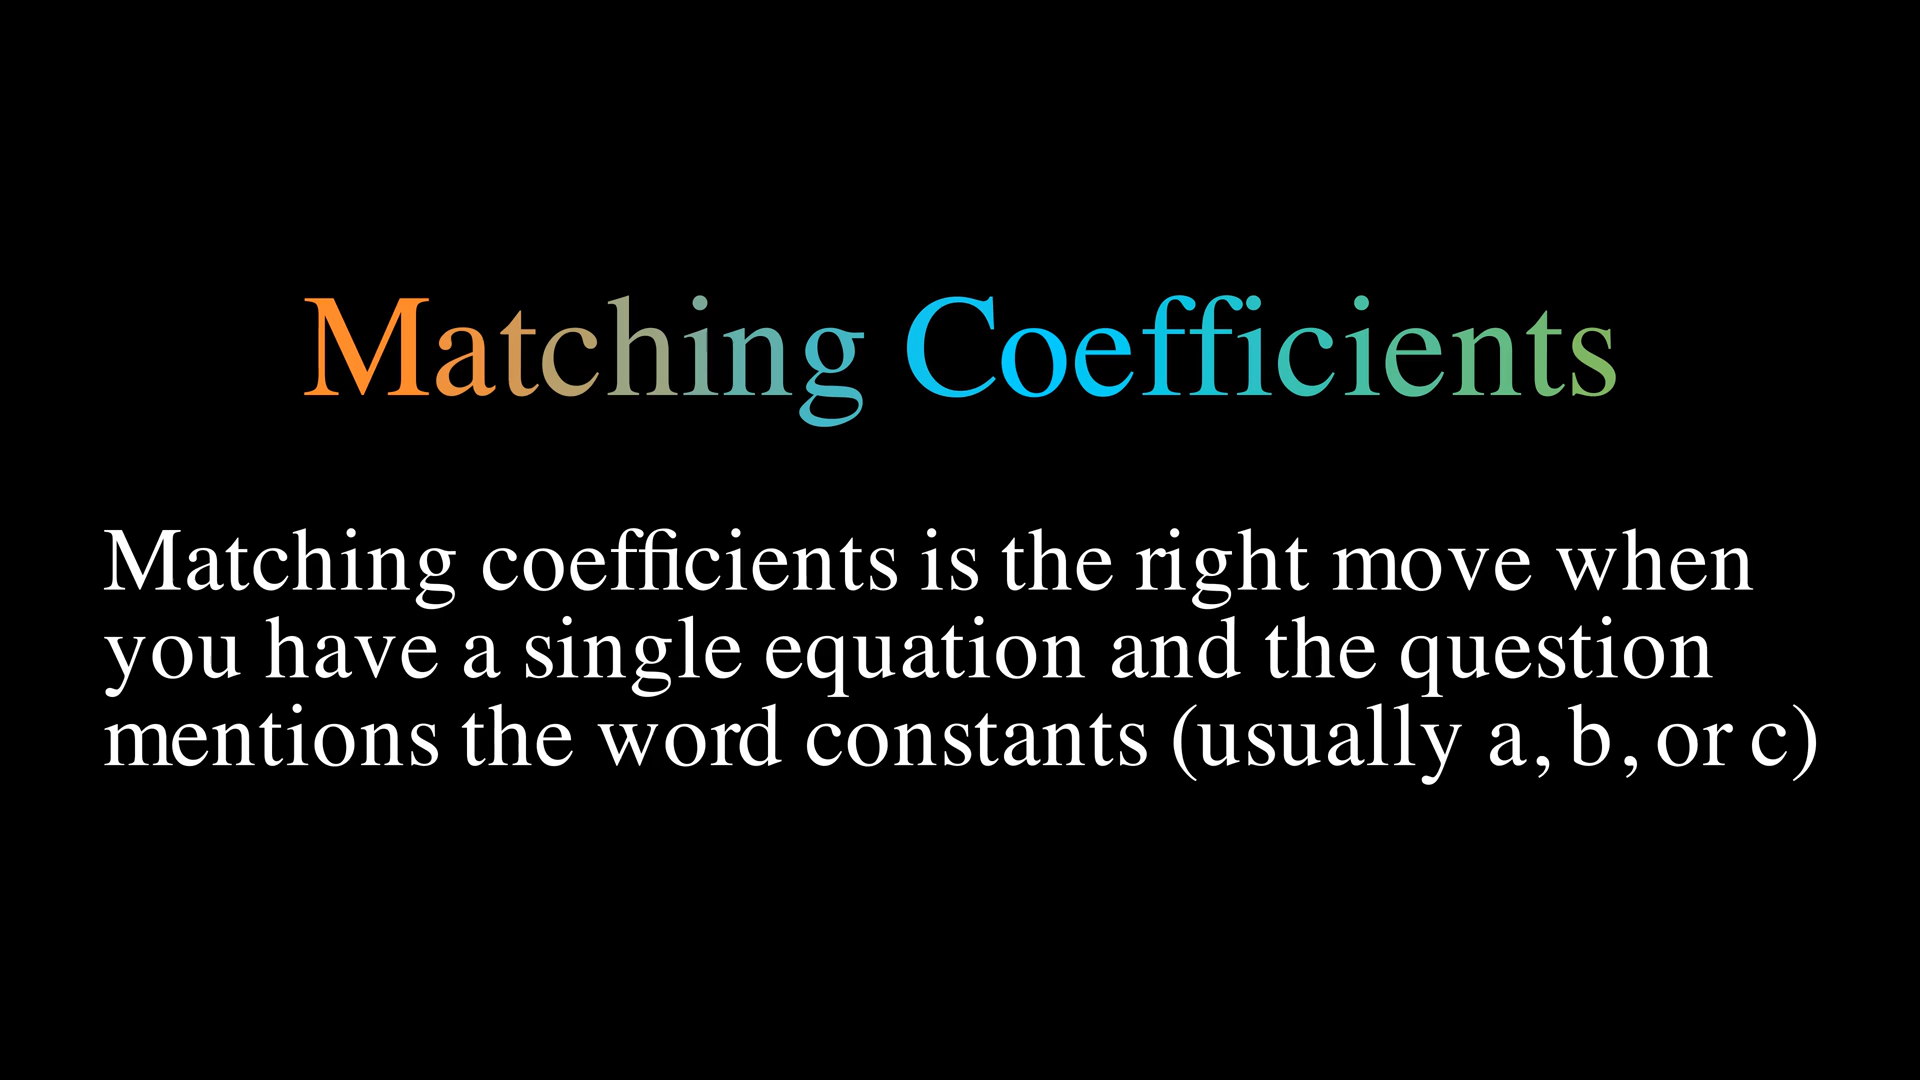 Matching Coefficients
Matching coefficients is the right move when
you have a single equation and the question
mentions the word constants (usually a, b, or c)